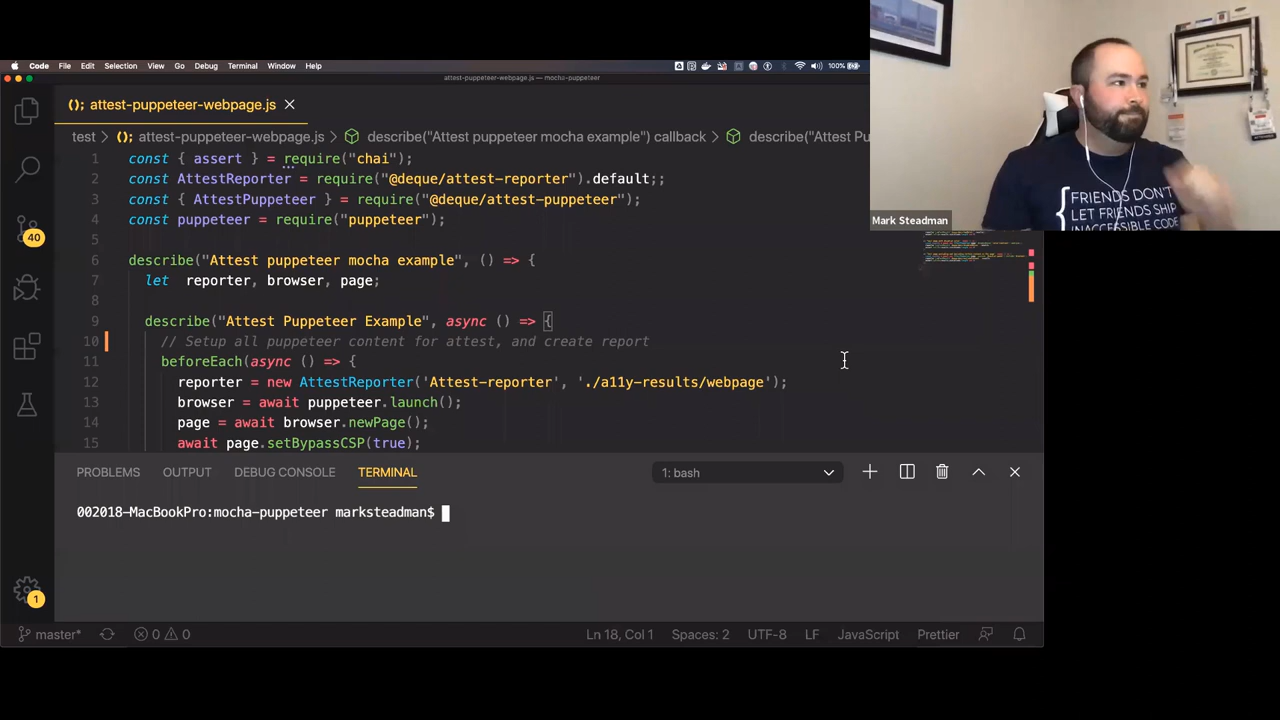 Code File Edit Selection View Go Debug Terminal Window Help 100%
attest-puppeteer-webpage.js — mocha-puppeteer
attest-puppeteer-webpage.js
test › attest-puppeteer-webpage.js › describe("Attest puppeteer mocha example") callback › describe("Attest Pu
1 const { assert } = require("chai");
2 const AttestReporter = require("@deque/attest-reporter").default;;
3 const { AttestPuppeteer } = require("@deque/attest-puppeteer");
4 const puppeteer = require("puppeteer");
5
6 describe("Attest puppeteer mocha example", () => {
7 let reporter, browser, page;
8
9 describe("Attest Puppeteer Example", async () => {
10 // Setup all puppeteer content for attest, and create report
11 beforeEach(async () => {
12 reporter = new AttestReporter('Attest-reporter', './a11y-results/webpage');
13 browser = await puppeteer.launch();
14 page = await browser.newPage();
15 await page.setBypassCSP(true);
40
1
PROBLEMS OUTPUT DEBUG CONSOLE TERMINAL 1: bash
002018-MacBookPro:mocha-puppeteer marksteadman$
master* 0 0 Ln 18, Col 1 Spaces: 2 UTF-8 LF JavaScript Prettier
{ FRIENDS DON'T
LET FRIENDS SHIP
INACCESSIBLE CODE
Mark Steadman